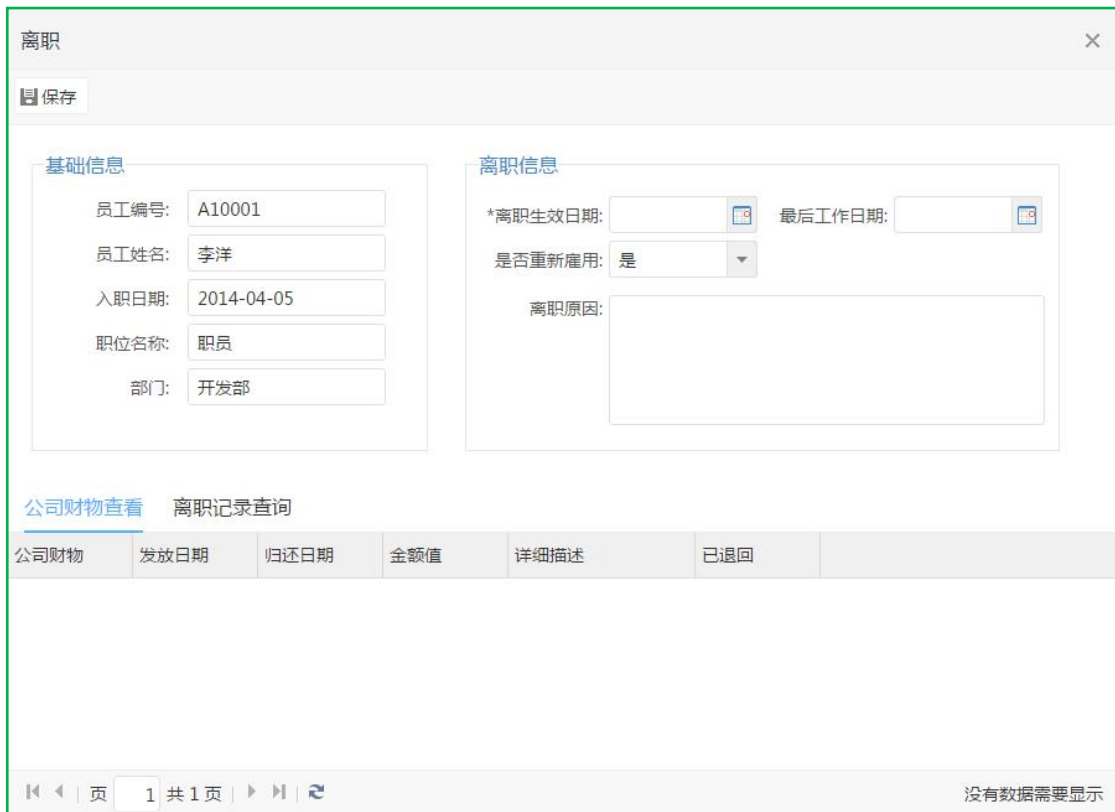 离职
保存
基础信息
员工编号: A10001
员工姓名: 李洋
入职日期: 2014-04-05
职位名称: 职员
部门: 开发部
离职信息
*离职生效日期: 最后工作日期:
是否重新雇用: 是
离职原因:
公司财物查看 离职记录查询
公司财物 发放日期 归还日期 金额值 详细描述 已退回
页 1 共1页 没有数据需要显示